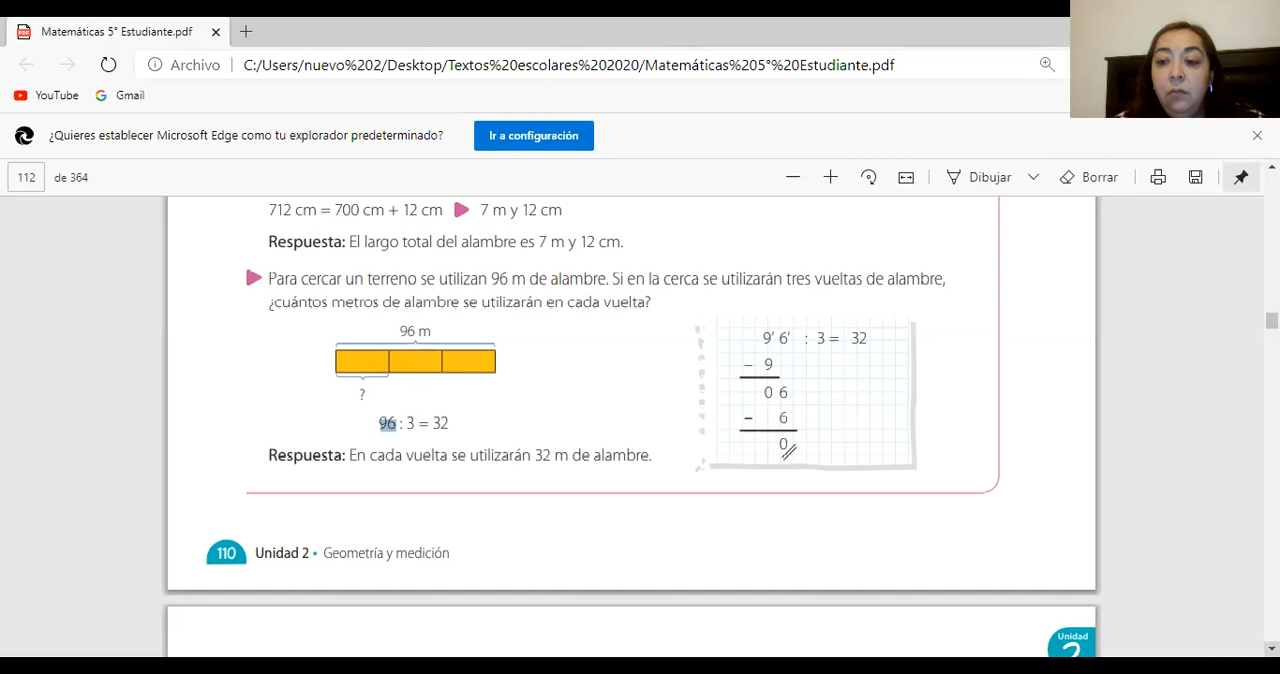 Matemáticas 5° Estudiante.pdf
Archivo | C:/Users/nuevo%202/Desktop/Textos%20escolares%202020/Matemáticas%205°%20Estudiante.pdf
YouTube Gmail
¿Quieres establecer Microsoft Edge como tu explorador predeterminado? Ir a configuración
112 de 364 Dibujar Borrar
712 cm = 700 cm + 12 cm 7 m y 12 cm
Respuesta: El largo total del alambre es 7 m y 12 cm.
Para cercar un terreno se utilizan 96 m de alambre. Si en la cerca se utilizarán tres vueltas de alambre,
¿cuántos metros de alambre se utilizarán en cada vuelta?
96 m
?
96 : 3 = 32
Respuesta: En cada vuelta se utilizarán 32 m de alambre.
9' 6' : 3 = 32
– 9
0 6
– 6
0
110 Unidad 2 • Geometría y medición
Unidad
2